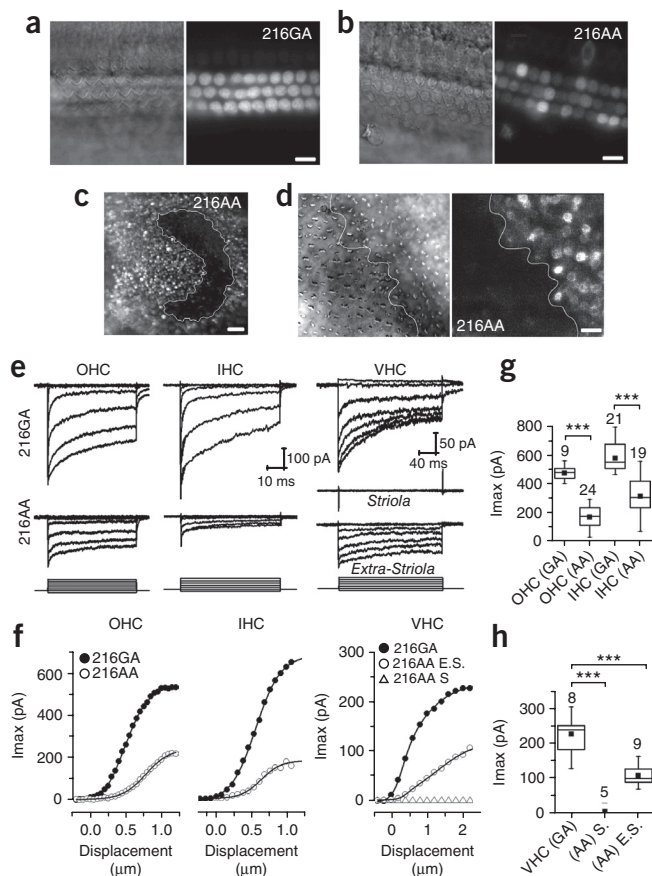 a
216GA
b
216AA
c
216AA
d
216AA
e
OHC
IHC
VHC
216GA
100 pA
10 ms
50 pA
40 ms
Striola
216AA
Extra-Striola
g
Imax (pA)
800
600
400
200
0
9
***
24
21
***
19
OHC (GA)
OHC (AA)
IHC (GA)
IHC (AA)
f
OHC
IHC
VHC
216GA
216AA
216GA
216AA E.S.
216AA S
Imax (pA)
600
400
200
0
300
200
100
0
0.0 0.5 1.0
0.0 0.5 1.0
0 1 2
Displacement
(μm)
Displacement
(μm)
Displacement
(μm)
h
Imax (pA)
300
200
100
0
***
***
8
5
9
VHC (GA)
(AA) S.
(AA) E.S.